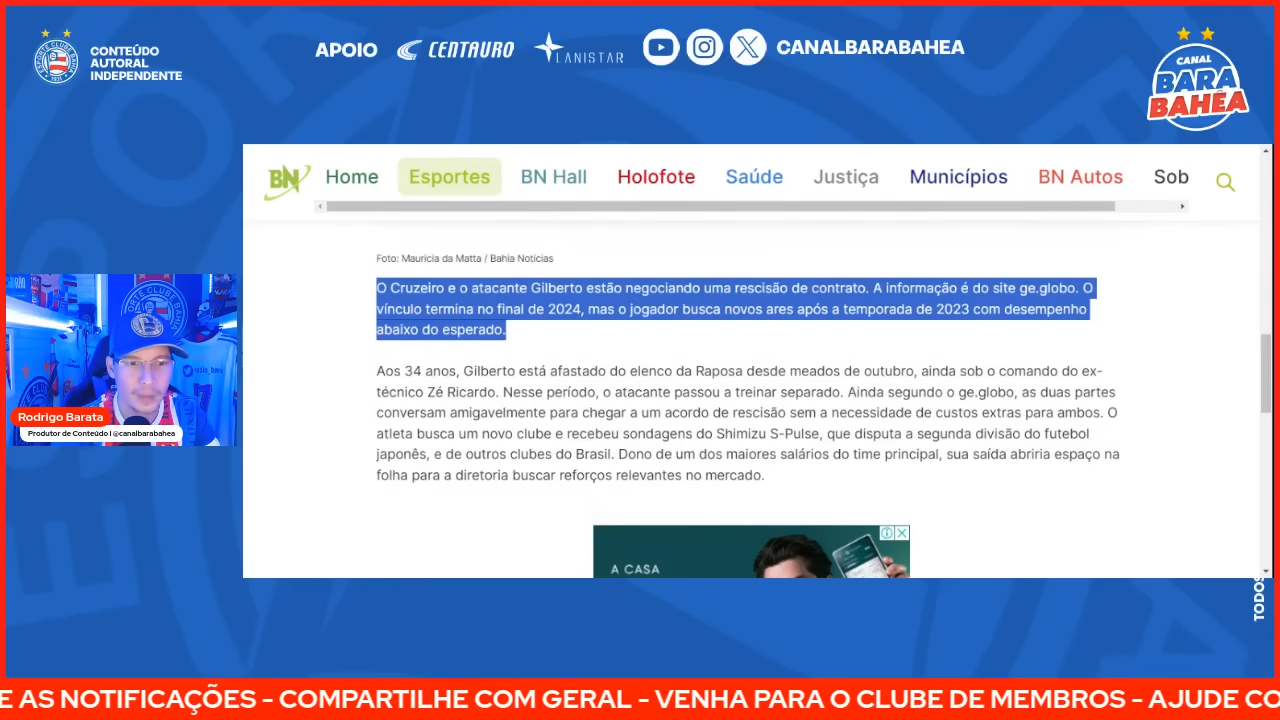 CONTEÚDO
AUTORAL
INDEPENDENTE
APOIO
CENTAURO
LANISTAR
CANALBARABAHEA
CANAL
BARA
BAHÊA
BN
Home
Esportes
BN Hall
Holofote
Saúde
Justiça
Municípios
BN Autos
Sob
Foto: Mauricia da Matta / Bahia Notícias
O Cruzeiro e o atacante Gilberto estão negociando uma rescisão de contrato. A informação é do site ge.globo. O
vínculo termina no final de 2024, mas o jogador busca novos ares após a temporada de 2023 com desempenho
abaixo do esperado.
Aos 34 anos, Gilberto está afastado do elenco da Raposa desde meados de outubro, ainda sob o comando do ex-
técnico Zé Ricardo. Nesse período, o atacante passou a treinar separado. Ainda segundo o ge.globo, as duas partes
conversam amigavelmente para chegar a um acordo de rescisão sem a necessidade de custos extras para ambos. O
atleta busca um novo clube e recebeu sondagens do Shimizu S-Pulse, que disputa a segunda divisão do futebol
japonês, e de outros clubes do Brasil. Dono de um dos maiores salários do time principal, sua saída abriria espaço na
folha para a diretoria buscar reforços relevantes no mercado.
A CASA
Rodrigo Barata
Produtor de Conteúdo | @canalbarabahea
TODOS
E AS NOTIFICAÇÕES - COMPARTILHE COM GERAL - VENHA PARA O CLUBE DE MEMBROS - AJUDE CO